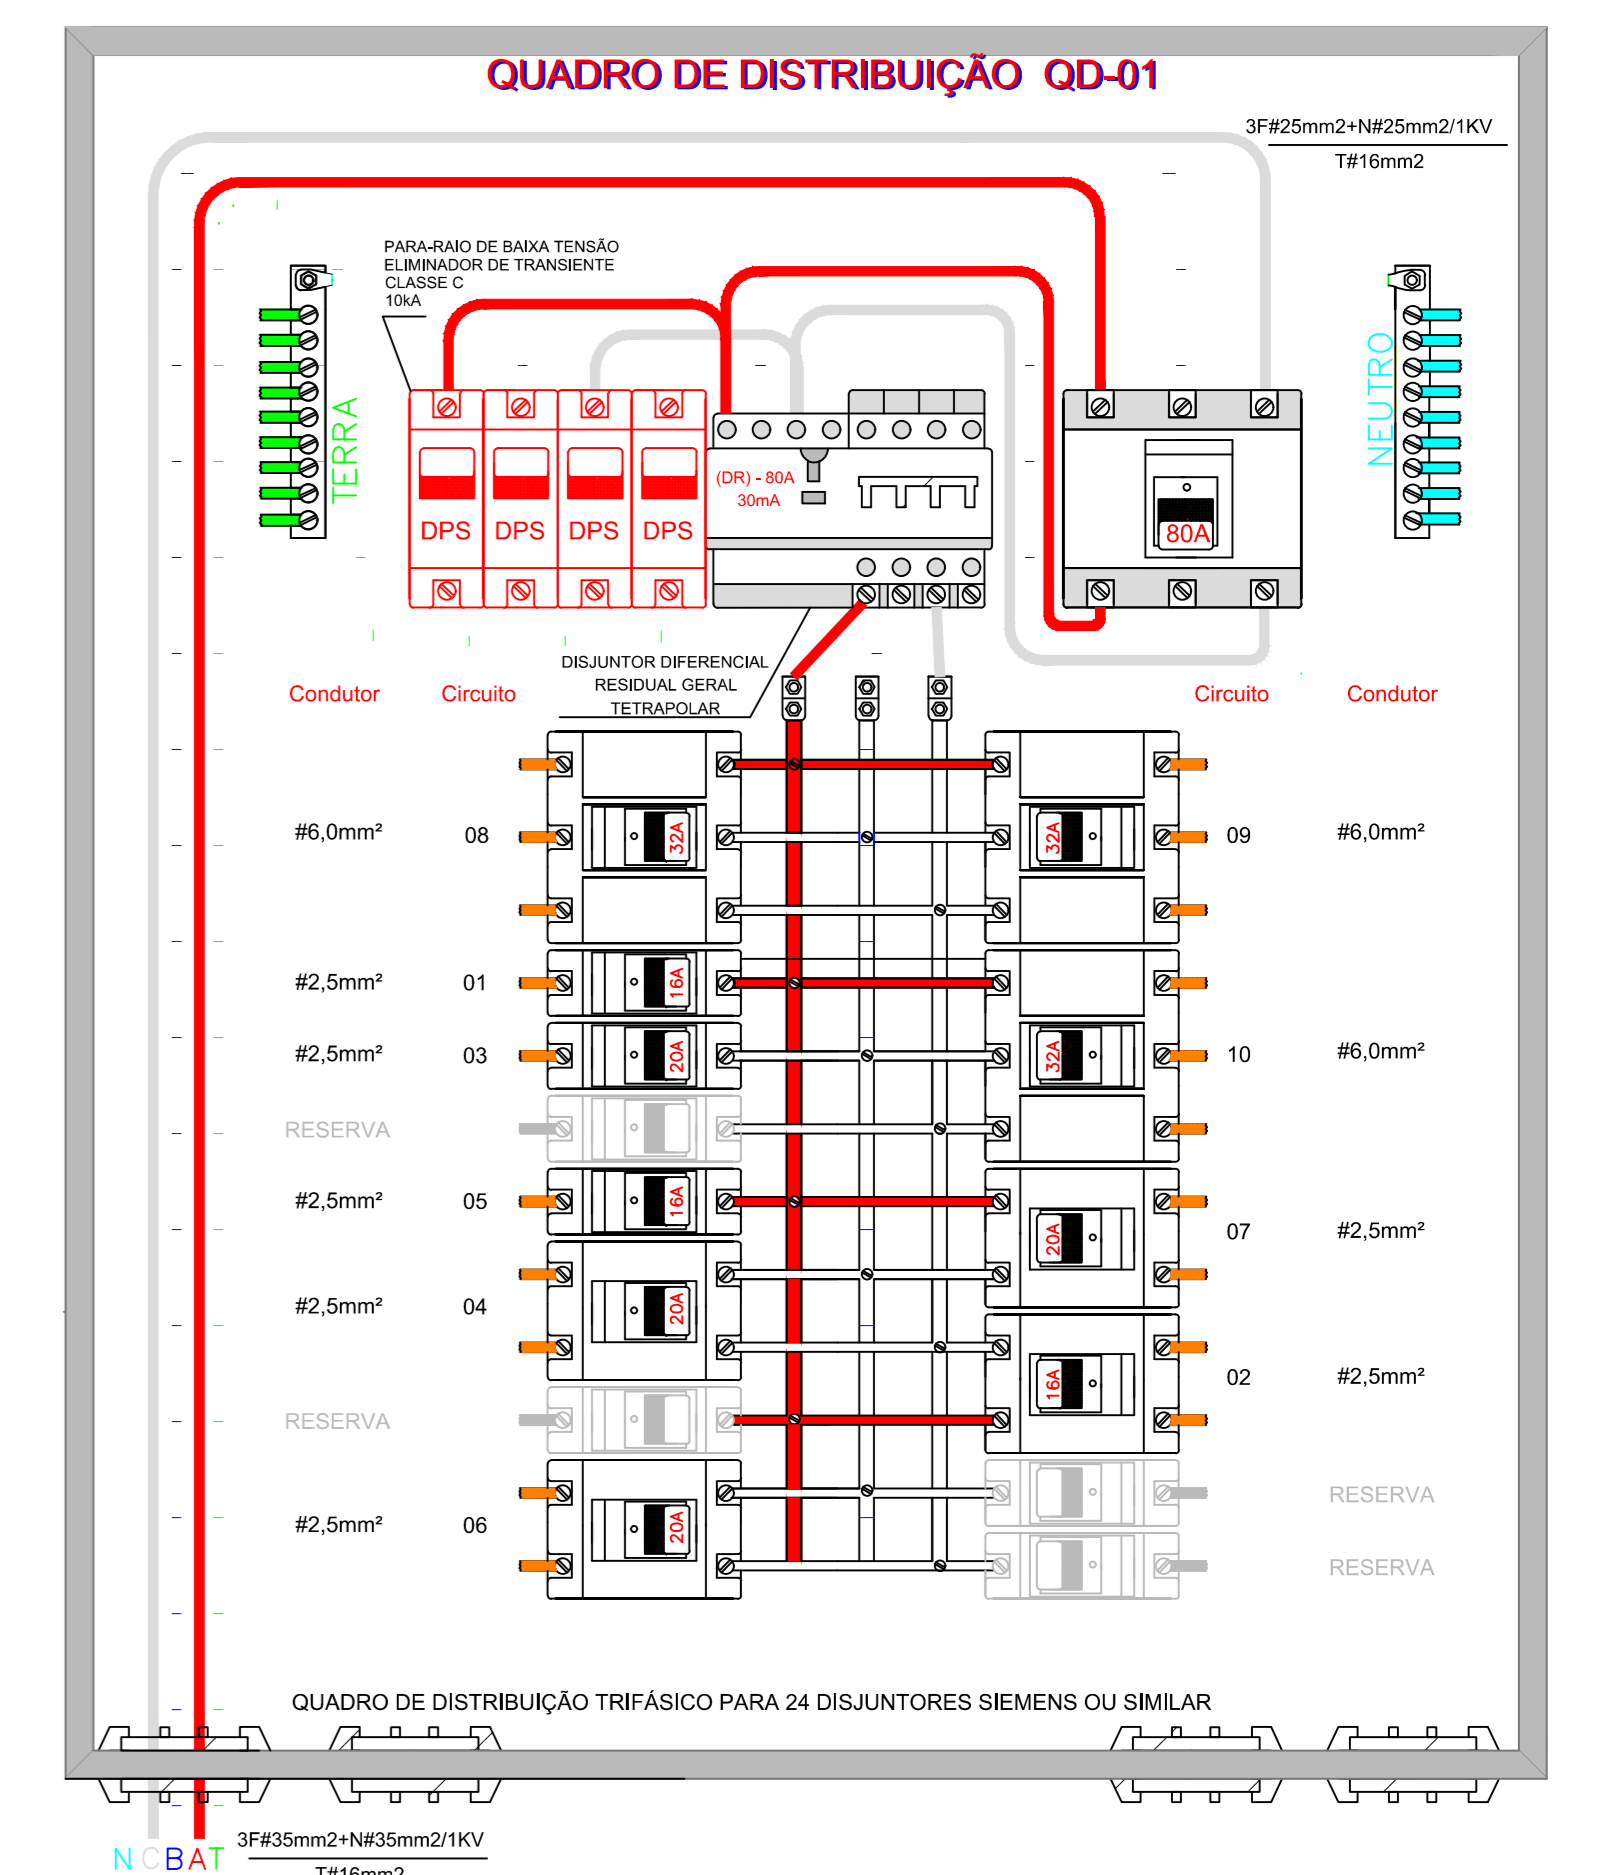 QUADRO DE DISTRIBUIÇÃO QD-01
3F#25mm2+N#25mm2/1KV
T#16mm2
PARA-RAIO DE BAIXA TENSÃO
ELIMINADOR DE TRANSIENTE
CLASSE C
10kA
TERRA
NEUTRO
DPS DPS DPS DPS
(DR) - 80A
30mA
80A
DISJUNTOR DIFERENCIAL
RESIDUAL GERAL
TETRAPOLAR
Condutor Circuito Circuito Condutor
#6,0mm² 08 32A 32A 09 #6,0mm²
#2,5mm² 01 16A
#2,5mm² 03 20A 32A 10 #6,0mm²
RESERVA
#2,5mm² 05 16A
20A 07 #2,5mm²
#2,5mm² 04 20A
16A 02 #2,5mm²
RESERVA
RESERVA
#2,5mm² 06 20A
RESERVA
QUADRO DE DISTRIBUIÇÃO TRIFÁSICO PARA 24 DISJUNTORES SIEMENS OU SIMILAR
3F#35mm2+N#35mm2/1KV
N C B A T
T#16mm2